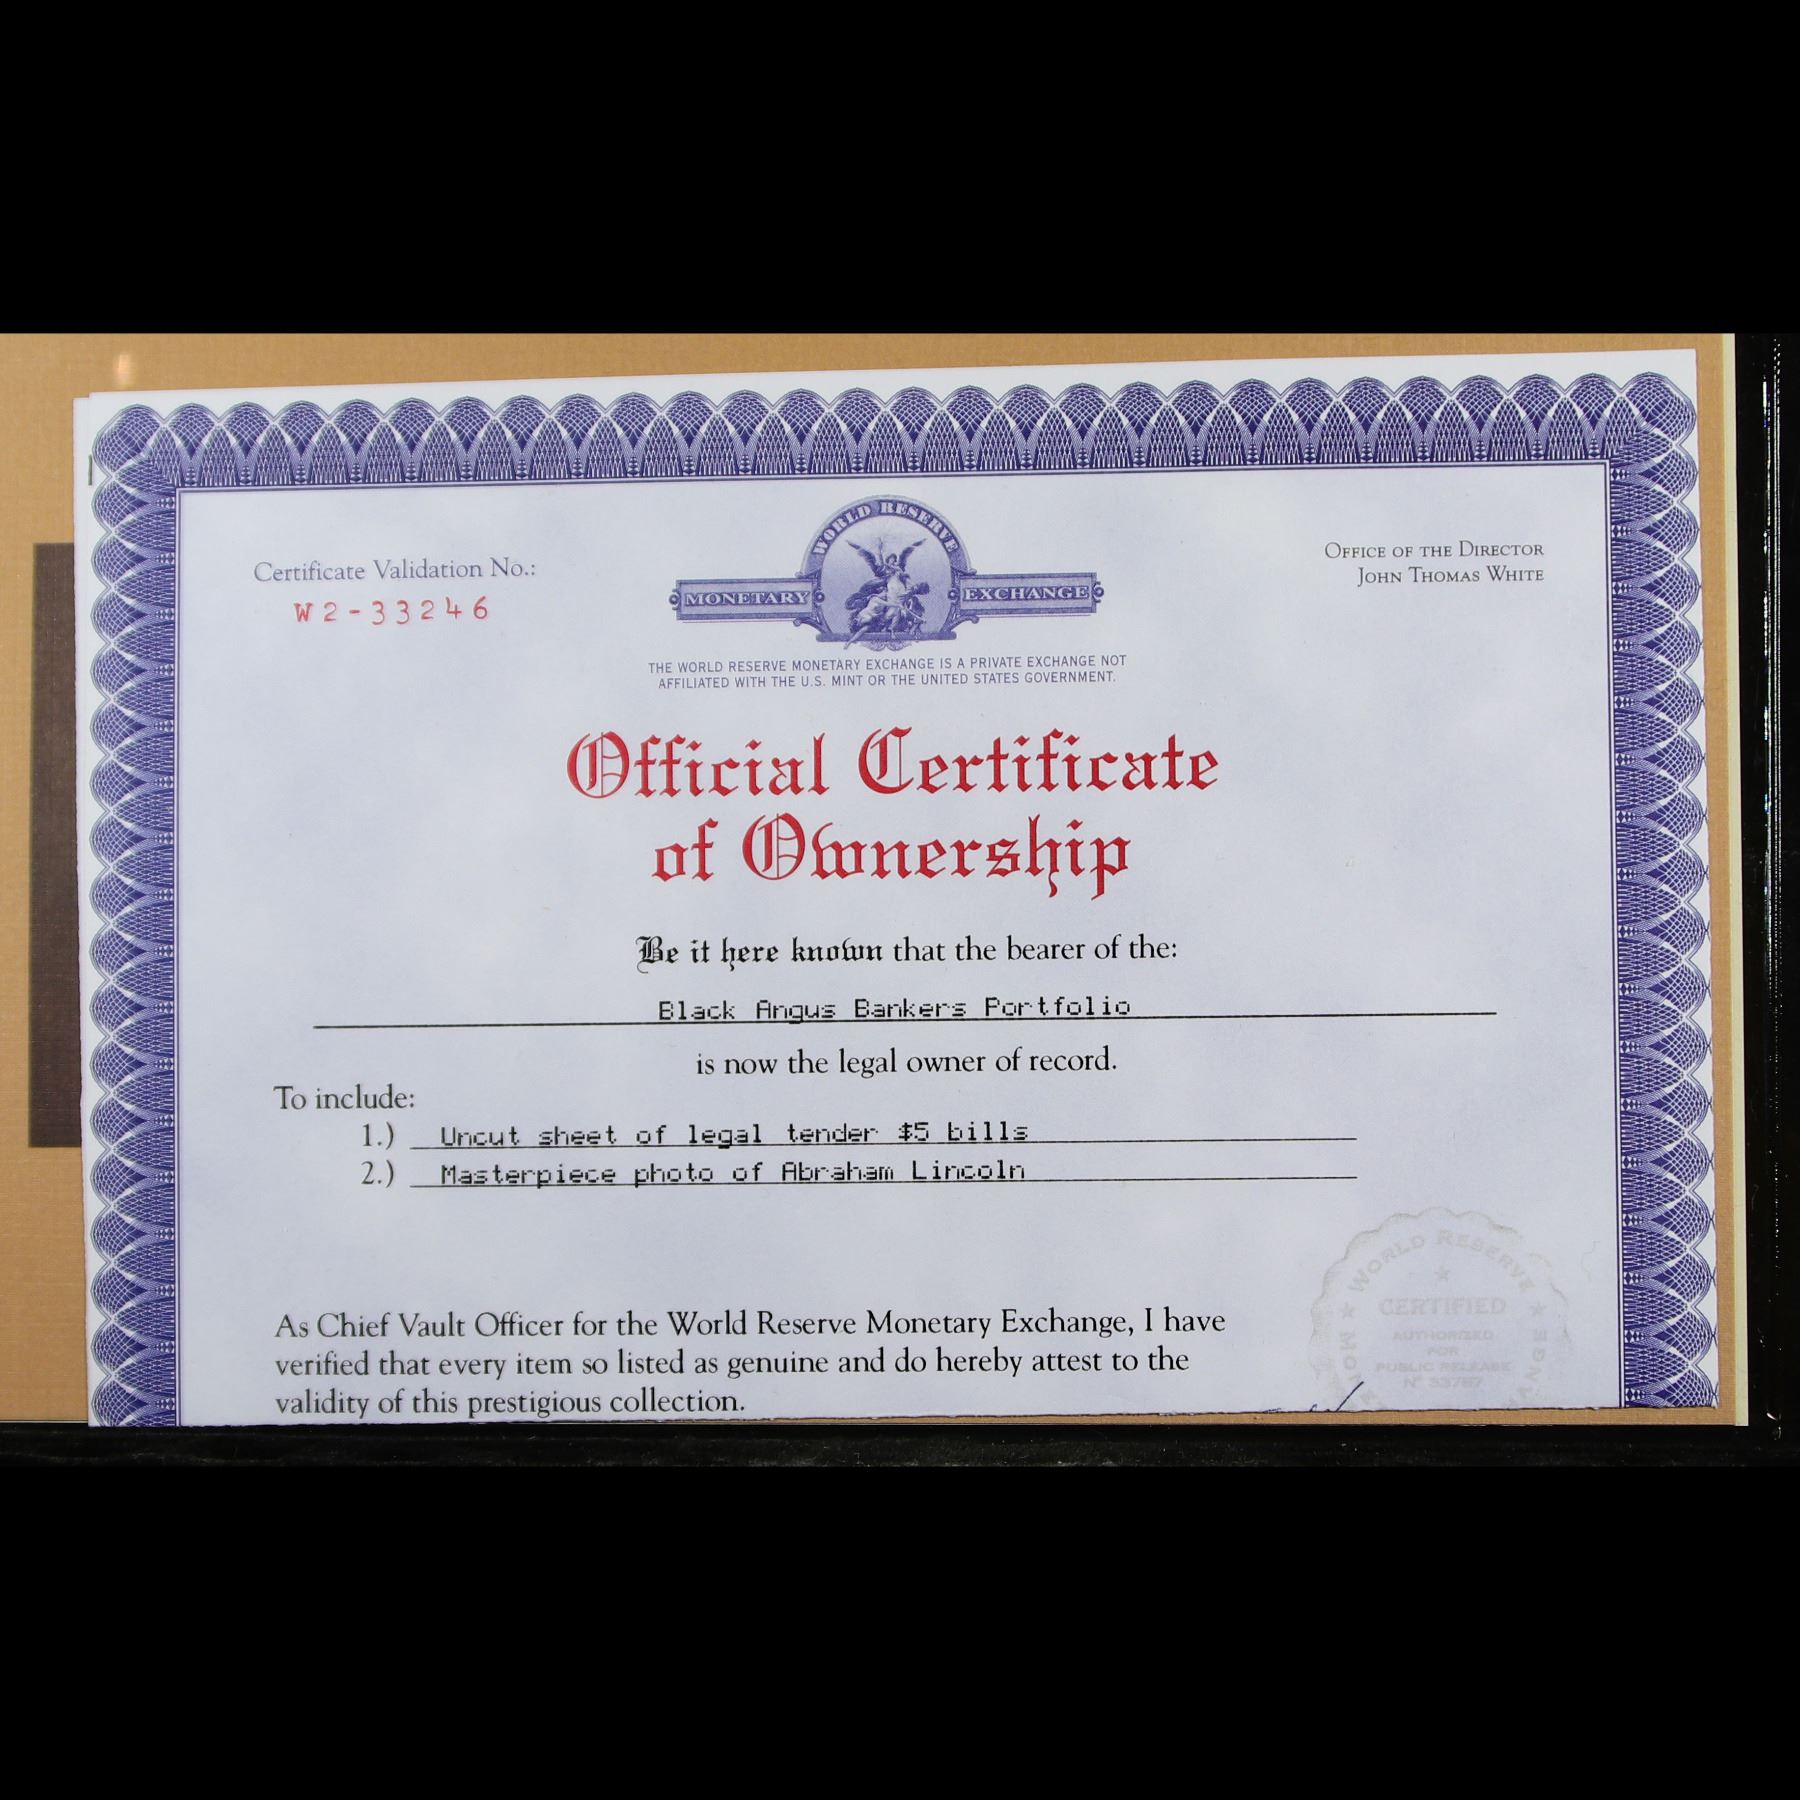 Certificate Validation No.:
W2-33246
WORLD RESERVE
MONETARY EXCHANGE
THE WORLD RESERVE MONETARY EXCHANGE IS A PRIVATE EXCHANGE NOT
AFFILIATED WITH THE U.S. MINT OR THE UNITED STATES GOVERNMENT.
OFFICE OF THE DIRECTOR
JOHN THOMAS WHITE
Official Certificate
of Ownership
Be it here known that the bearer of the:
Black Angus Bankers Portfolio
is now the legal owner of record.
To include:
1.) Uncut sheet of legal tender $5 bills
2.) Masterpiece photo of Abraham Lincoln
As Chief Vault Officer for the World Reserve Monetary Exchange, I have
verified that every item so listed as genuine and do hereby attest to the
validity of this prestigious collection.
WORLD RESERVE
CERTIFIED
AUTHORIZED
FOR
PUBLIC RELEASE